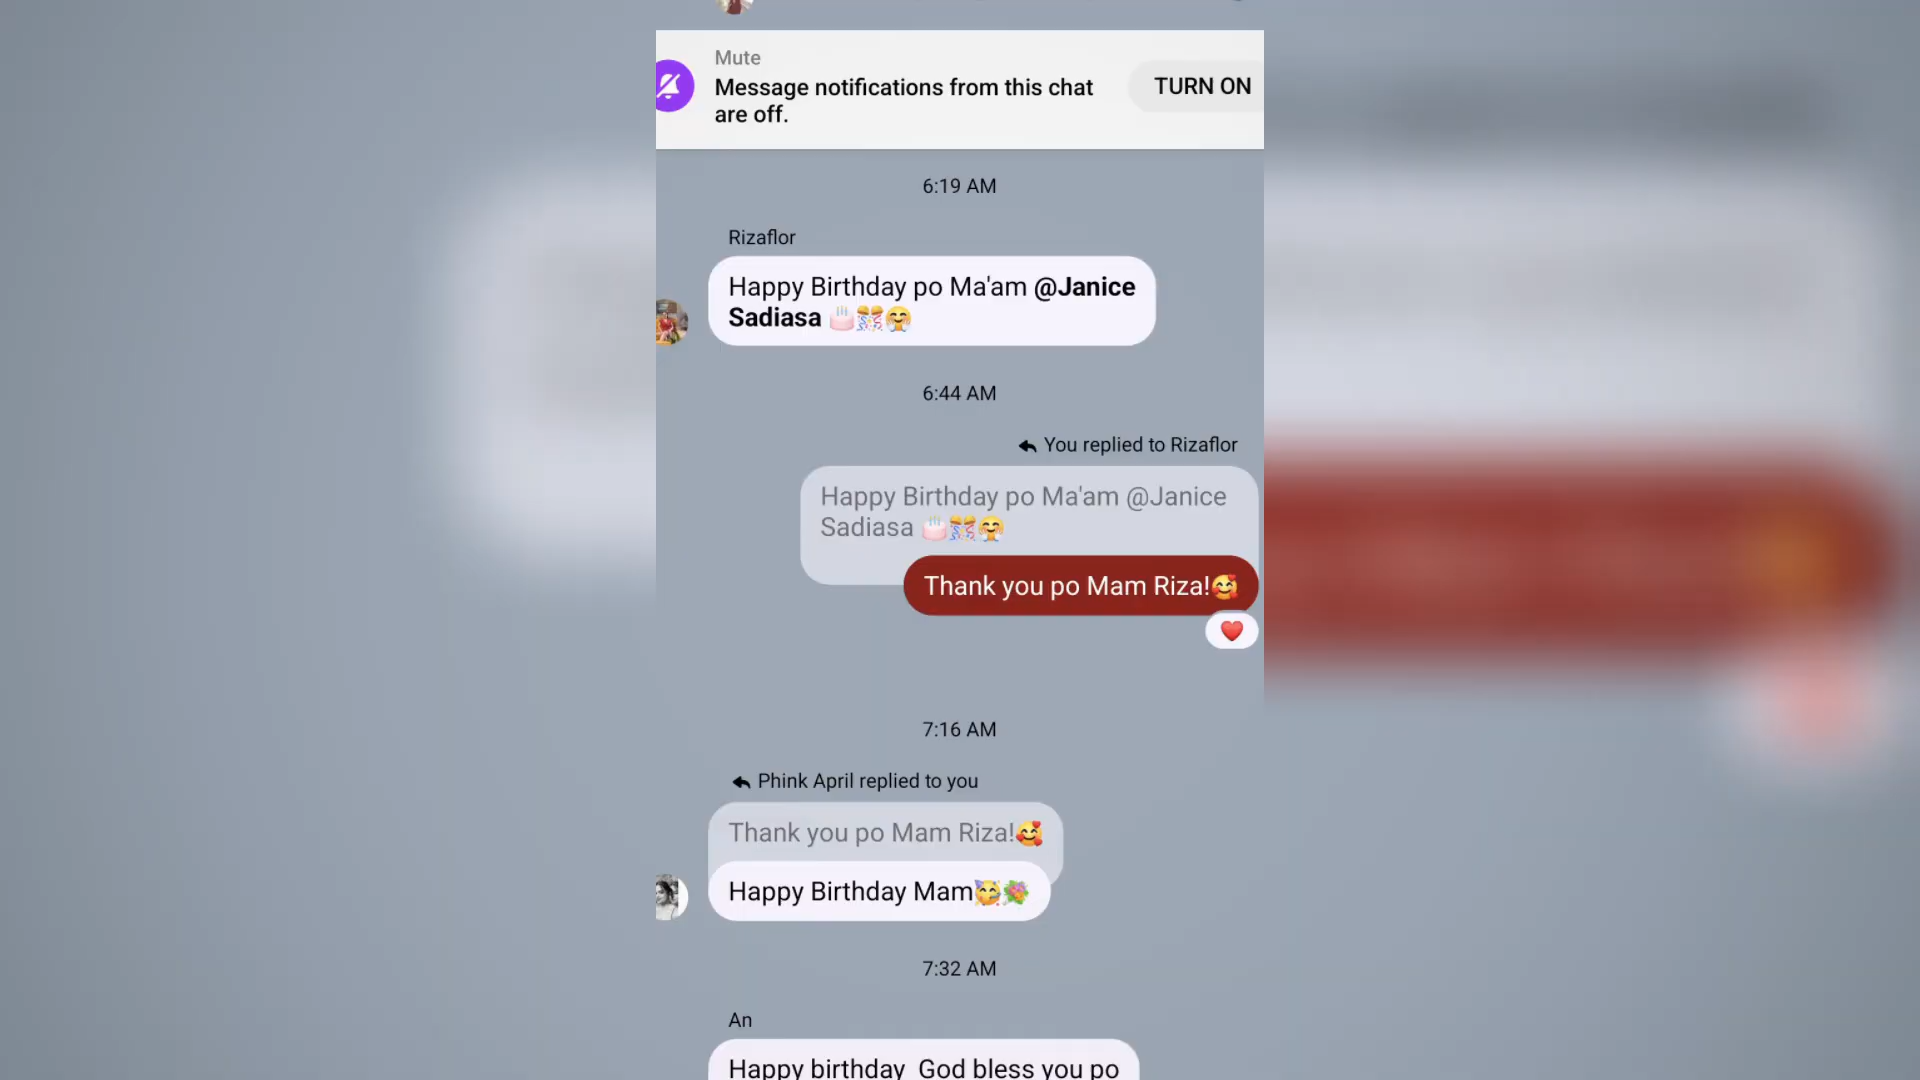 Mute
Message notifications from this chat
are off.
TURN ON
6:19 AM
Rizaflor
Happy Birthday po Ma'am @Janice
Sadiasa 🎂🎊🤗
6:44 AM
You replied to Rizaflor
Happy Birthday po Ma'am @Janice
Sadiasa 🎂🎊🤗
Thank you po Mam Riza!🥰
❤️
7:16 AM
Phink April replied to you
Thank you po Mam Riza!🥰
Happy Birthday Mam🥳💐
7:32 AM
An
Happy birthday God bless you po